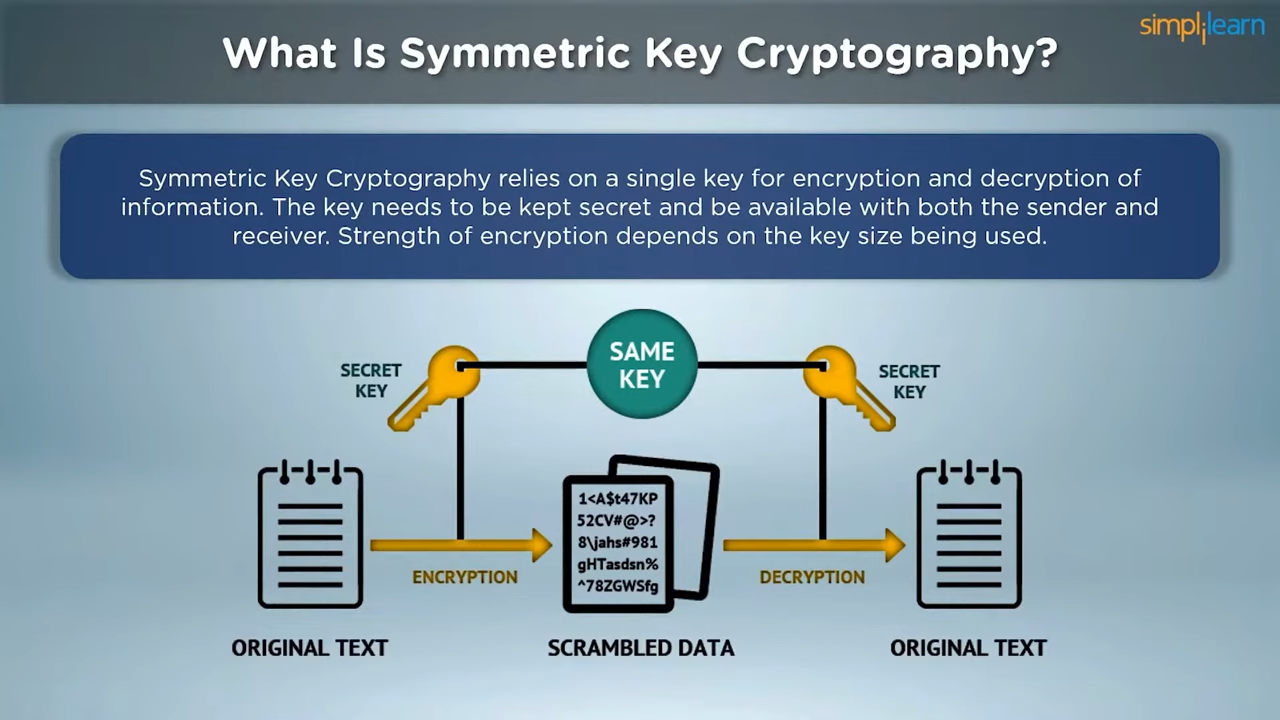 simplilearn
What Is Symmetric Key Cryptography?
Symmetric Key Cryptography relies on a single key for encryption and decryption of
information. The key needs to be kept secret and be available with both the sender and
receiver. Strength of encryption depends on the key size being used.
SECRET
KEY
SAME
KEY
SECRET
KEY
1<A$t47KP
52CV#@>?
8\jahs#981
gHTasdsn%
^78ZGWSfg
ENCRYPTION
DECRYPTION
ORIGINAL TEXT
SCRAMBLED DATA
ORIGINAL TEXT